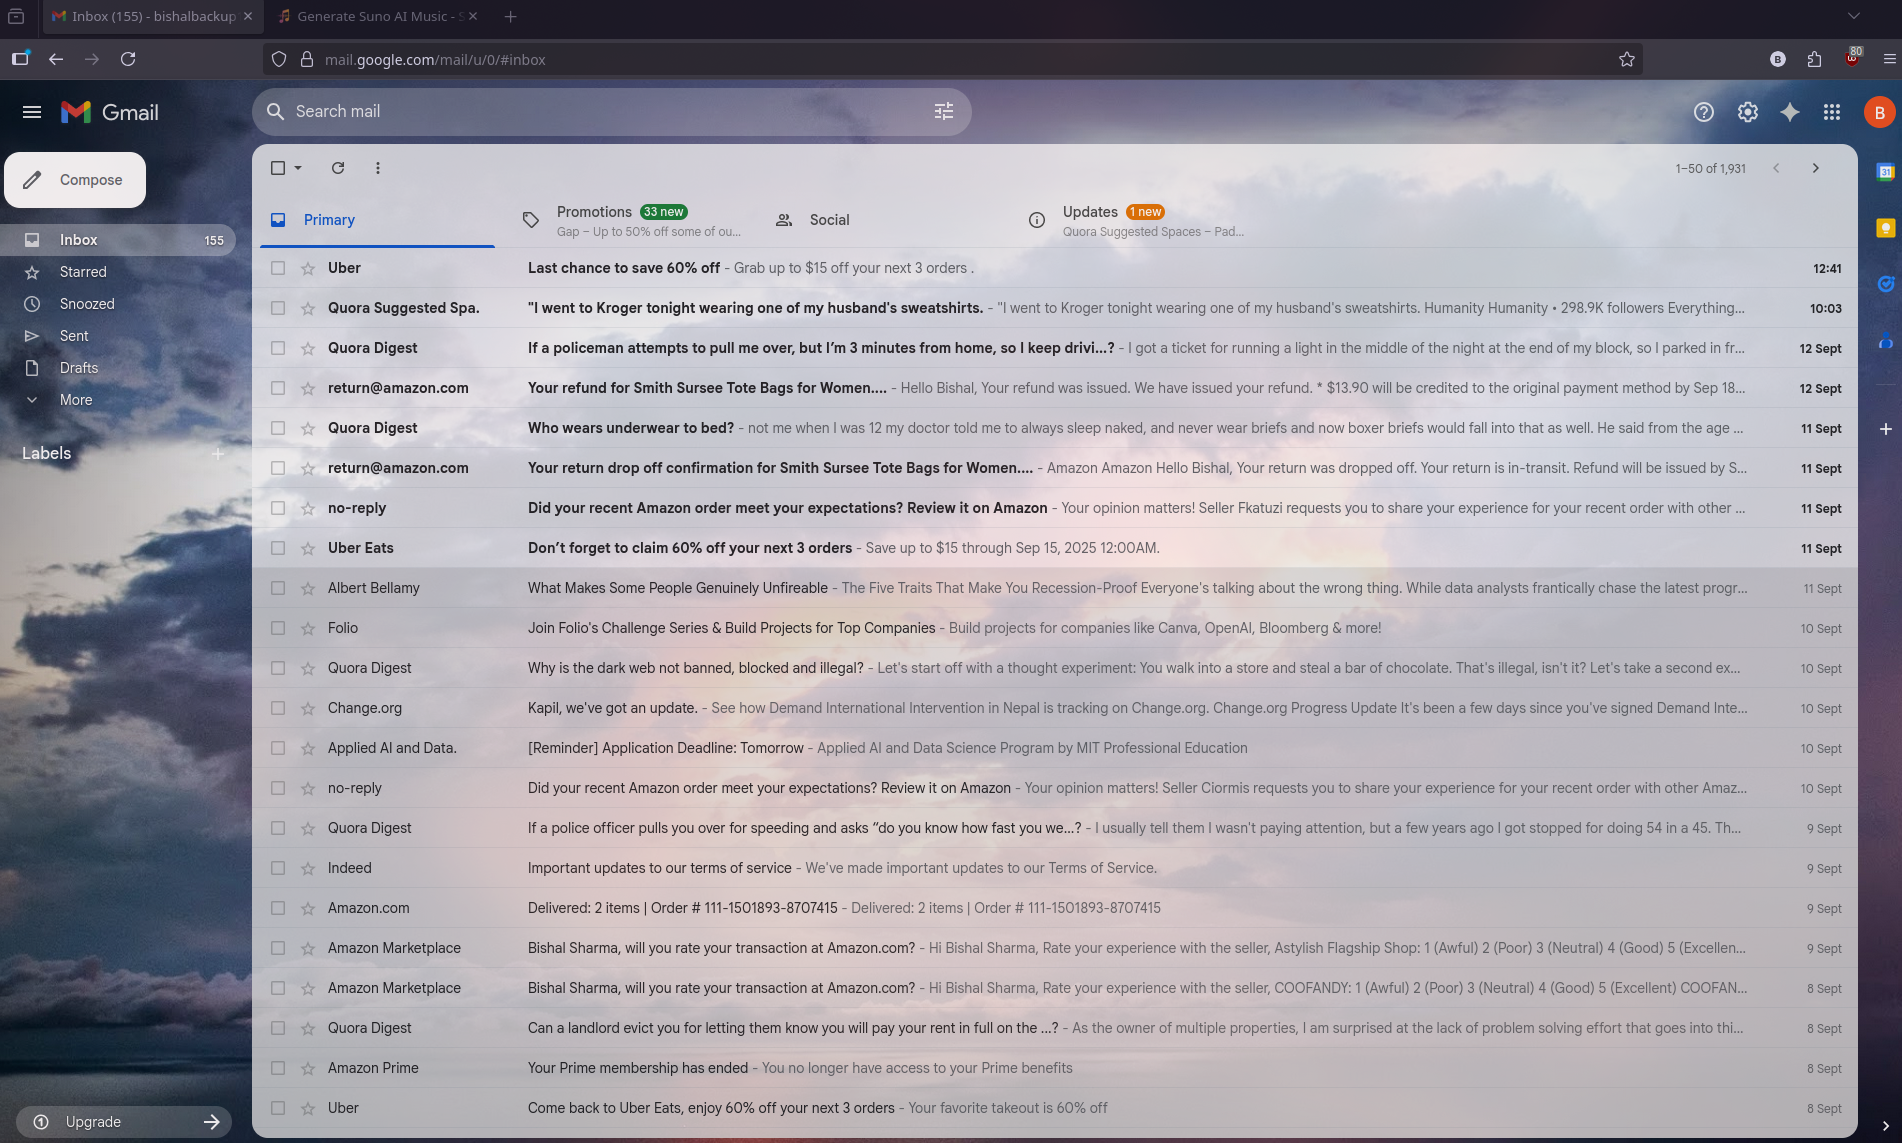 Inbox (155) - bishalbackup
Generate Suno AI Music - S
mail.google.com/mail/u/0/#inbox
80
Gmail
Search mail
B
Compose
1–50 of 1,931
Primary
Promotions 33 new
Gap – Up to 50% off some of ou...
Social
Updates 1 new
Quora Suggested Spaces – Pad...
Inbox 155
Starred
Snoozed
Sent
Drafts
More
Labels
Upgrade
Uber Last chance to save 60% off - Grab up to $15 off your next 3 orders . 12:41
Quora Suggested Spa. "I went to Kroger tonight wearing one of my husband's sweatshirts. - "I went to Kroger tonight wearing one of my husband's sweatshirts. Humanity Humanity • 298.9K followers Everything... 10:03
Quora Digest If a policeman attempts to pull me over, but I’m 3 minutes from home, so I keep drivi...? - I got a ticket for running a light in the middle of the night at the end of my block, so I parked in fr... 12 Sept
return@amazon.com Your refund for Smith Sursee Tote Bags for Women.... - Hello Bishal, Your refund was issued. We have issued your refund. * $13.90 will be credited to the original payment method by Sep 18... 12 Sept
Quora Digest Who wears underwear to bed? - not me when I was 12 my doctor told me to always sleep naked, and never wear briefs and now boxer briefs would fall into that as well. He said from the age ... 11 Sept
return@amazon.com Your return drop off confirmation for Smith Sursee Tote Bags for Women.... - Amazon Amazon Hello Bishal, Your return was dropped off. Your return is in-transit. Refund will be issued by S... 11 Sept
no-reply Did your recent Amazon order meet your expectations? Review it on Amazon - Your opinion matters! Seller Fkatuzi requests you to share your experience for your recent order with other ... 11 Sept
Uber Eats Don’t forget to claim 60% off your next 3 orders - Save up to $15 through Sep 15, 2025 12:00AM. 11 Sept
Albert Bellamy What Makes Some People Genuinely Unfireable - The Five Traits That Make You Recession-Proof Everyone's talking about the wrong thing. While data analysts frantically chase the latest progr... 11 Sept
Folio Join Folio's Challenge Series & Build Projects for Top Companies - Build projects for companies like Canva, OpenAI, Bloomberg & more! 10 Sept
Quora Digest Why is the dark web not banned, blocked and illegal? - Let's start off with a thought experiment: You walk into a store and steal a bar of chocolate. That's illegal, isn't it? Let's take a second ex... 10 Sept
Change.org Kapil, we've got an update. - See how Demand International Intervention in Nepal is tracking on Change.org. Change.org Progress Update It's been a few days since you've signed Demand Inte... 10 Sept
Applied AI and Data. [Reminder] Application Deadline: Tomorrow - Applied AI and Data Science Program by MIT Professional Education 10 Sept
no-reply Did your recent Amazon order meet your expectations? Review it on Amazon - Your opinion matters! Seller Ciormis requests you to share your experience for your recent order with other Amaz... 10 Sept
Quora Digest If a police officer pulls you over for speeding and asks “do you know how fast you we...? - I usually tell them I wasn't paying attention, but a few years ago I got stopped for doing 54 in a 45. Th... 9 Sept
Indeed Important updates to our terms of service - We've made important updates to our Terms of Service. 9 Sept
Amazon.com Delivered: 2 items | Order # 111-1501893-8707415 - Delivered: 2 items | Order # 111-1501893-8707415 9 Sept
Amazon Marketplace Bishal Sharma, will you rate your transaction at Amazon.com? - Hi Bishal Sharma, Rate your experience with the seller, Astylish Flagship Shop: 1 (Awful) 2 (Poor) 3 (Neutral) 4 (Good) 5 (Excellen... 9 Sept
Amazon Marketplace Bishal Sharma, will you rate your transaction at Amazon.com? - Hi Bishal Sharma, Rate your experience with the seller, COOFANDY: 1 (Awful) 2 (Poor) 3 (Neutral) 4 (Good) 5 (Excellent) COOFAN... 8 Sept
Quora Digest Can a landlord evict you for letting them know you will pay your rent in full on the ...? - As the owner of multiple properties, I am surprised at the lack of problem solving effort that goes into thi... 8 Sept
Amazon Prime Your Prime membership has ended - You no longer have access to your Prime benefits 8 Sept
Uber Come back to Uber Eats, enjoy 60% off your next 3 orders - Your favorite takeout is 60% off 8 Sept